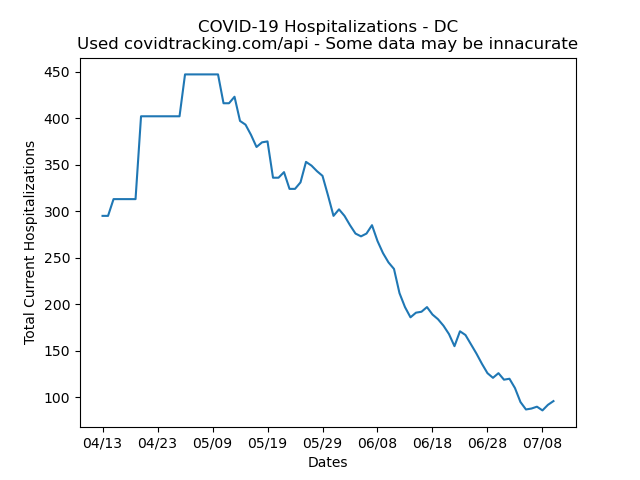 COVID-19 Hospitalizations - DC
Used covidtracking.com/api - Some data may be innacurate
Total Current Hospitalizations
450
400
350
300
250
200
150
100
04/13 04/23 05/09 05/19 05/29 06/08 06/18 06/28 07/08
Dates